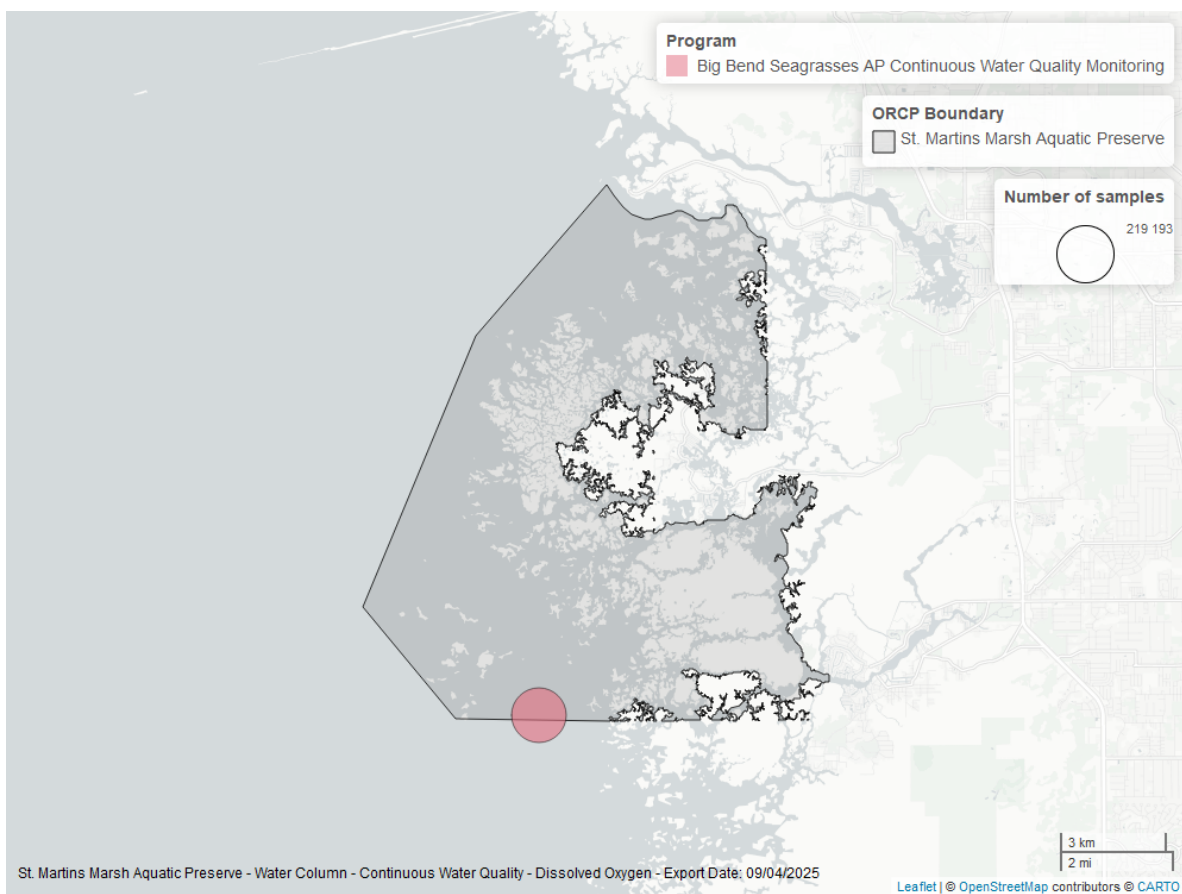 Program
Big Bend Seagrasses AP Continuous Water Quality Monitoring
ORCP Boundary
St. Martins Marsh Aquatic Preserve
Number of samples
219 193
3 km
2 mi
St. Martins Marsh Aquatic Preserve - Water Column - Continuous Water Quality - Dissolved Oxygen - Export Date: 09/04/2025
Leaflet | © OpenStreetMap contributors © CARTO